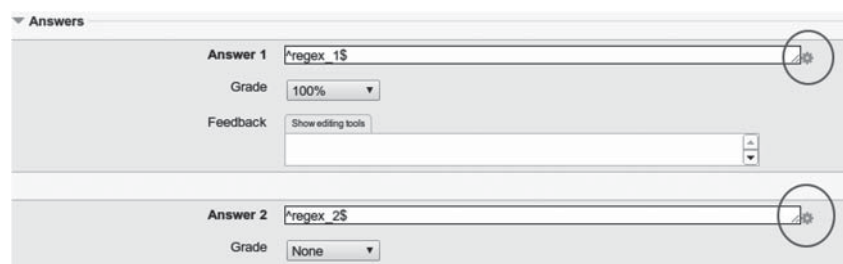 Answers
Answer 1 ^regex_1$
Grade 100%
Feedback Show editing tools
Answer 2 ^regex_2$
Grade None